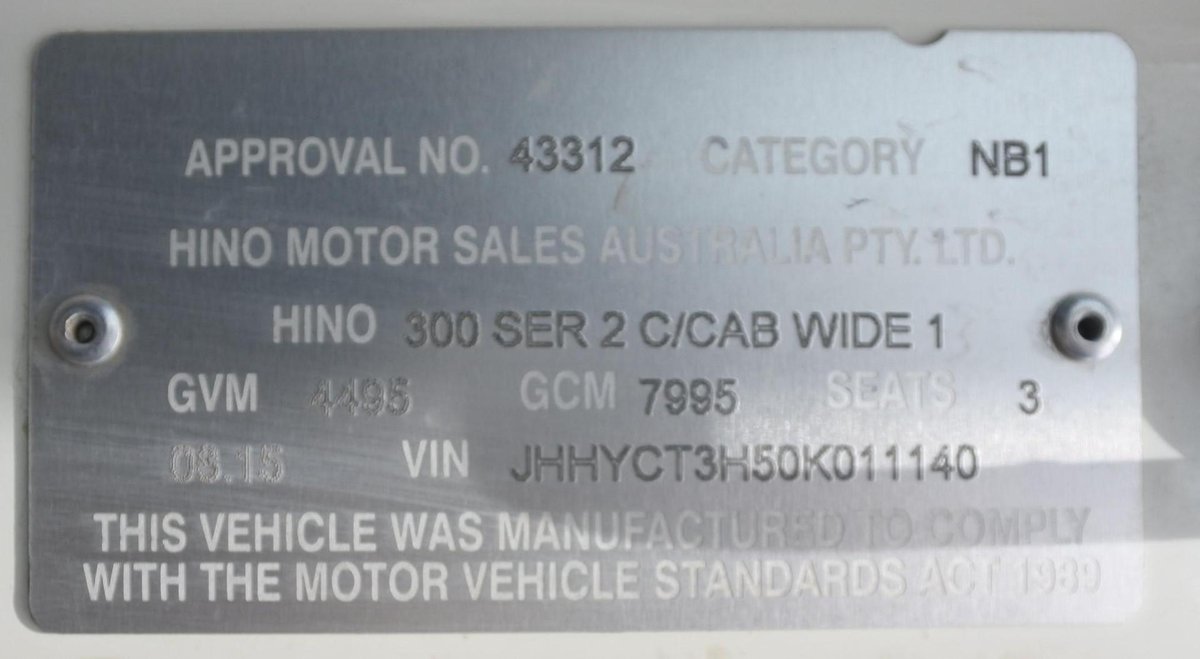 APPROVAL NO. 43312 CATEGORY NB1
HINO MOTOR SALES AUSTRALIA PTY. LTD.
HINO 300 SER 2 C/CAB WIDE 1
GVM 4495 GCM 7995 SEATS 3
08.15 VIN JHHYCT3H50K011140
THIS VEHICLE WAS MANUFACTURED TO COMPLY
WITH THE MOTOR VEHICLE STANDARDS ACT 1989